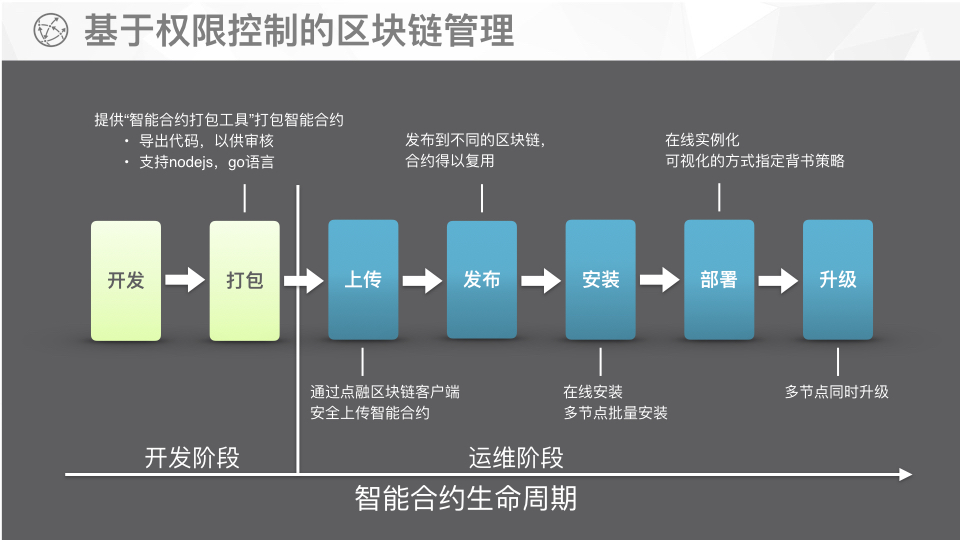 基于权限控制的区块链管理
提供“智能合约打包工具”打包智能合约
• 导出代码，以供审核
• 支持nodejs，go语言
发布到不同的区块链，
合约得以复用
在线实例化
可视化的方式指定背书策略
开发
打包
上传
发布
安装
部署
升级
通过点融区块链客户端
安全上传智能合约
在线安装
多节点批量安装
多节点同时升级
开发阶段
运维阶段
智能合约生命周期